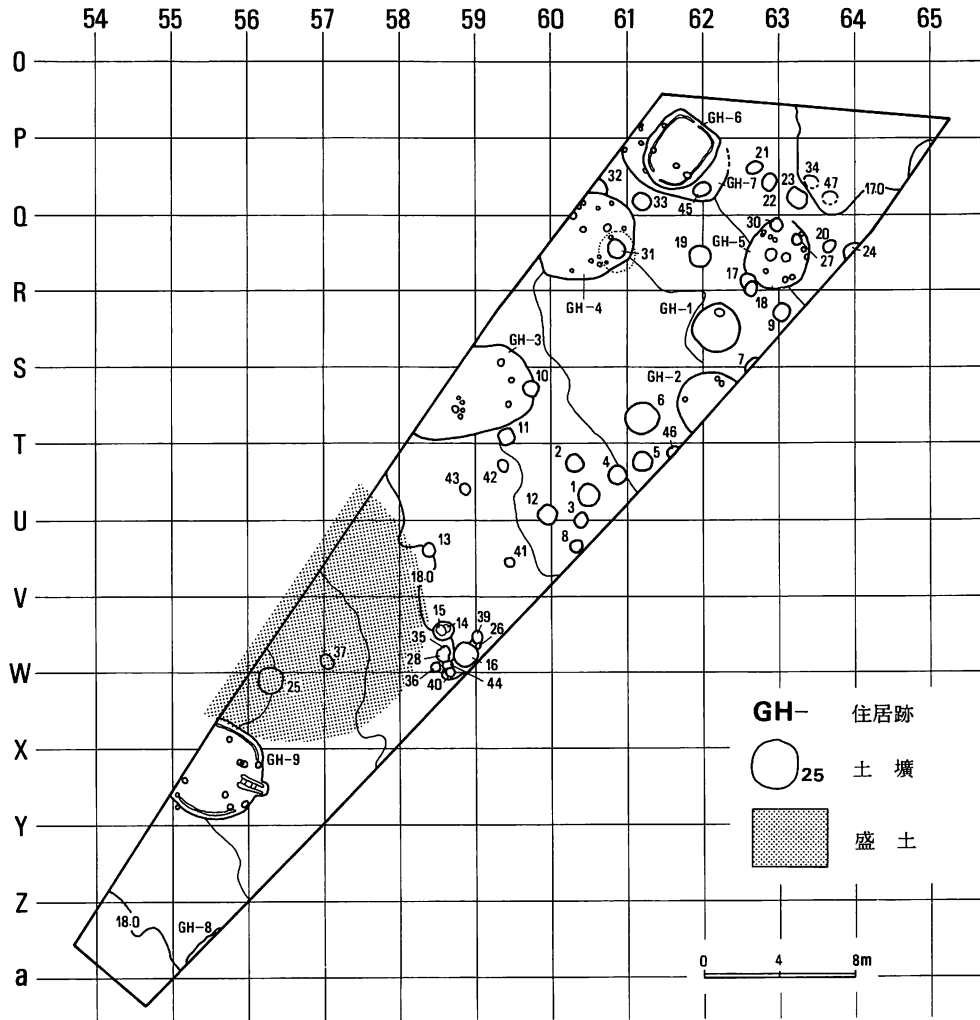 54 55 56 57 58 59 60 61 62 63 64 65
O
GH-6
P
21 34
32 GH-7 23 47 17.0
33 45 22
Q
30
19 GH-5 20
31 27 24
17
R
GH-4 GH-1 18
9
GH-3
S
7
10 GH-2
6
T
11 46
2 4 5
43 42
1
12 3
U
13 8
41
18.0
V
15 14 39
35 26
28 37
W
36 40 44 16
25
X
GH-9
Y
Z
18.0 GH-8
a
GH- 住居跡
25 土壙
盛土
0 4 8m